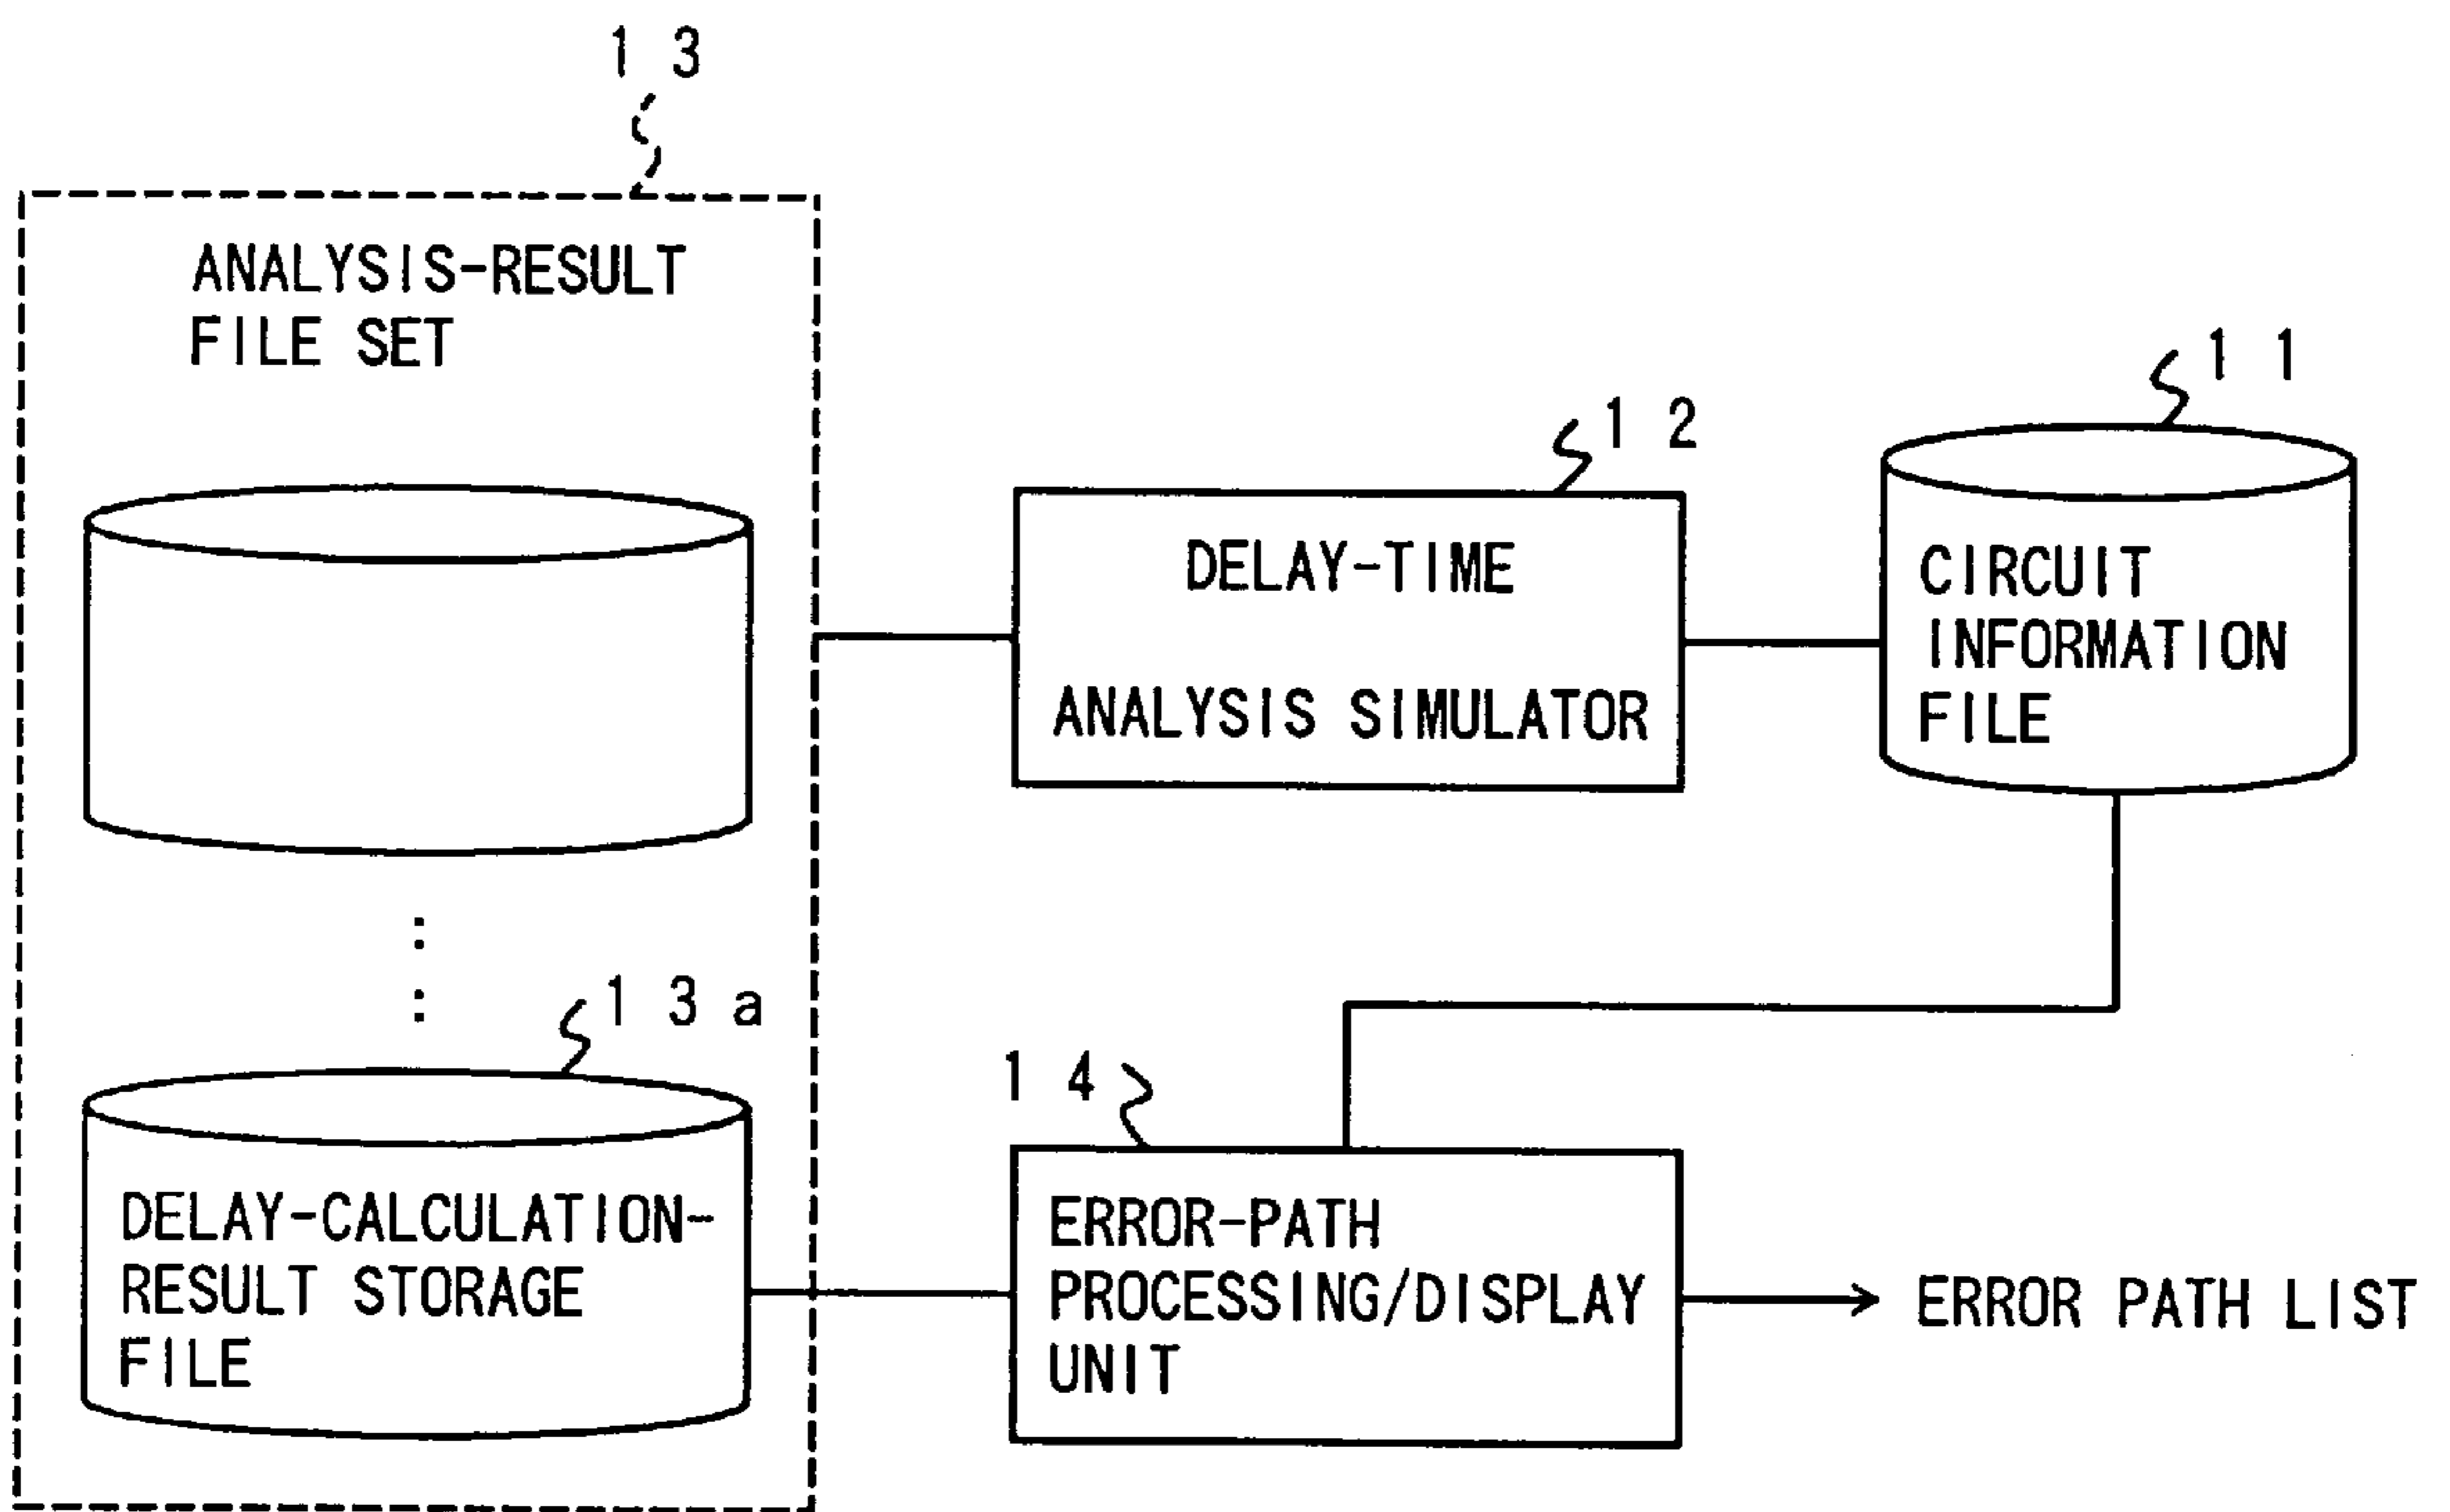 13
ANALYSIS-RESULT
FILE SET
11
12
DELAY-TIME
ANALYSIS SIMULATOR
CIRCUIT
INFORMATION
FILE
13a
14
DELAY-CALCULATION-
RESULT STORAGE
FILE
ERROR-PATH
PROCESSING/DISPLAY
UNIT
ERROR PATH LIST